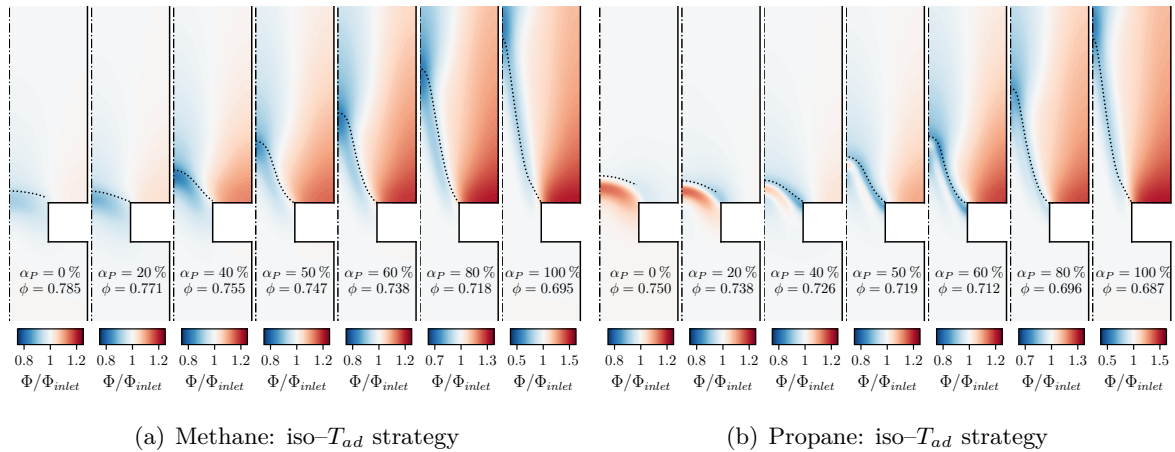 α_P = 0 % α_P = 20 % α_P = 40 % α_P = 50 % α_P = 60 % α_P = 80 % α_P = 100 %
ϕ = 0.785 ϕ = 0.771 ϕ = 0.755 ϕ = 0.747 ϕ = 0.738 ϕ = 0.718 ϕ = 0.695
0.8 1 1.2 0.8 1 1.2 0.8 1 1.2 0.8 1 1.2 0.8 1 1.2 0.7 1 1.3 0.5 1 1.5
Φ/Φ_inlet Φ/Φ_inlet Φ/Φ_inlet Φ/Φ_inlet Φ/Φ_inlet Φ/Φ_inlet Φ/Φ_inlet
(a) Methane: iso–T_ad strategy
α_P = 0 % α_P = 20 % α_P = 40 % α_P = 50 % α_P = 60 % α_P = 80 % α_P = 100 %
ϕ = 0.750 ϕ = 0.738 ϕ = 0.726 ϕ = 0.719 ϕ = 0.712 ϕ = 0.696 ϕ = 0.687
0.8 1 1.2 0.8 1 1.2 0.8 1 1.2 0.8 1 1.2 0.8 1 1.2 0.7 1 1.3 0.5 1 1.5
Φ/Φ_inlet Φ/Φ_inlet Φ/Φ_inlet Φ/Φ_inlet Φ/Φ_inlet Φ/Φ_inlet Φ/Φ_inlet
(b) Propane: iso–T_ad strategy